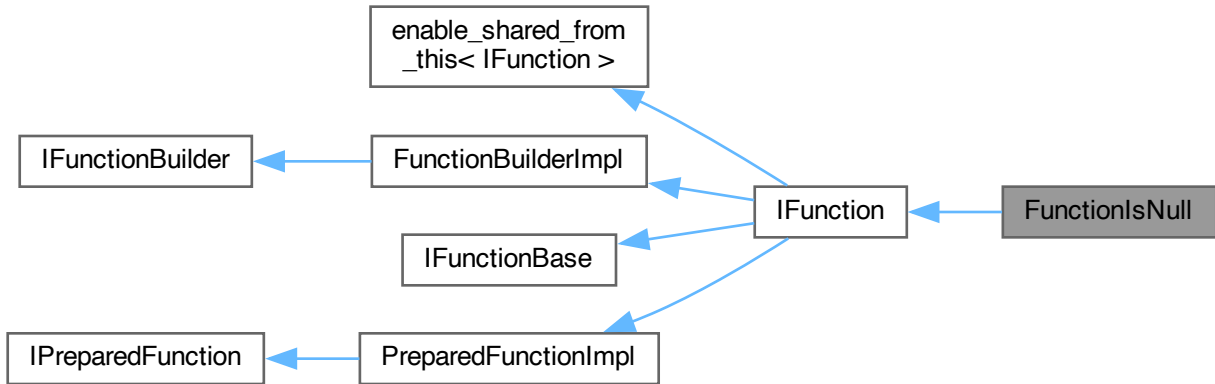 enable_shared_from
_this< IFunction >
IFunctionBuilder
FunctionBuilderImpl
IFunction
FunctionIsNull
IFunctionBase
IPreparedFunction
PreparedFunctionImpl